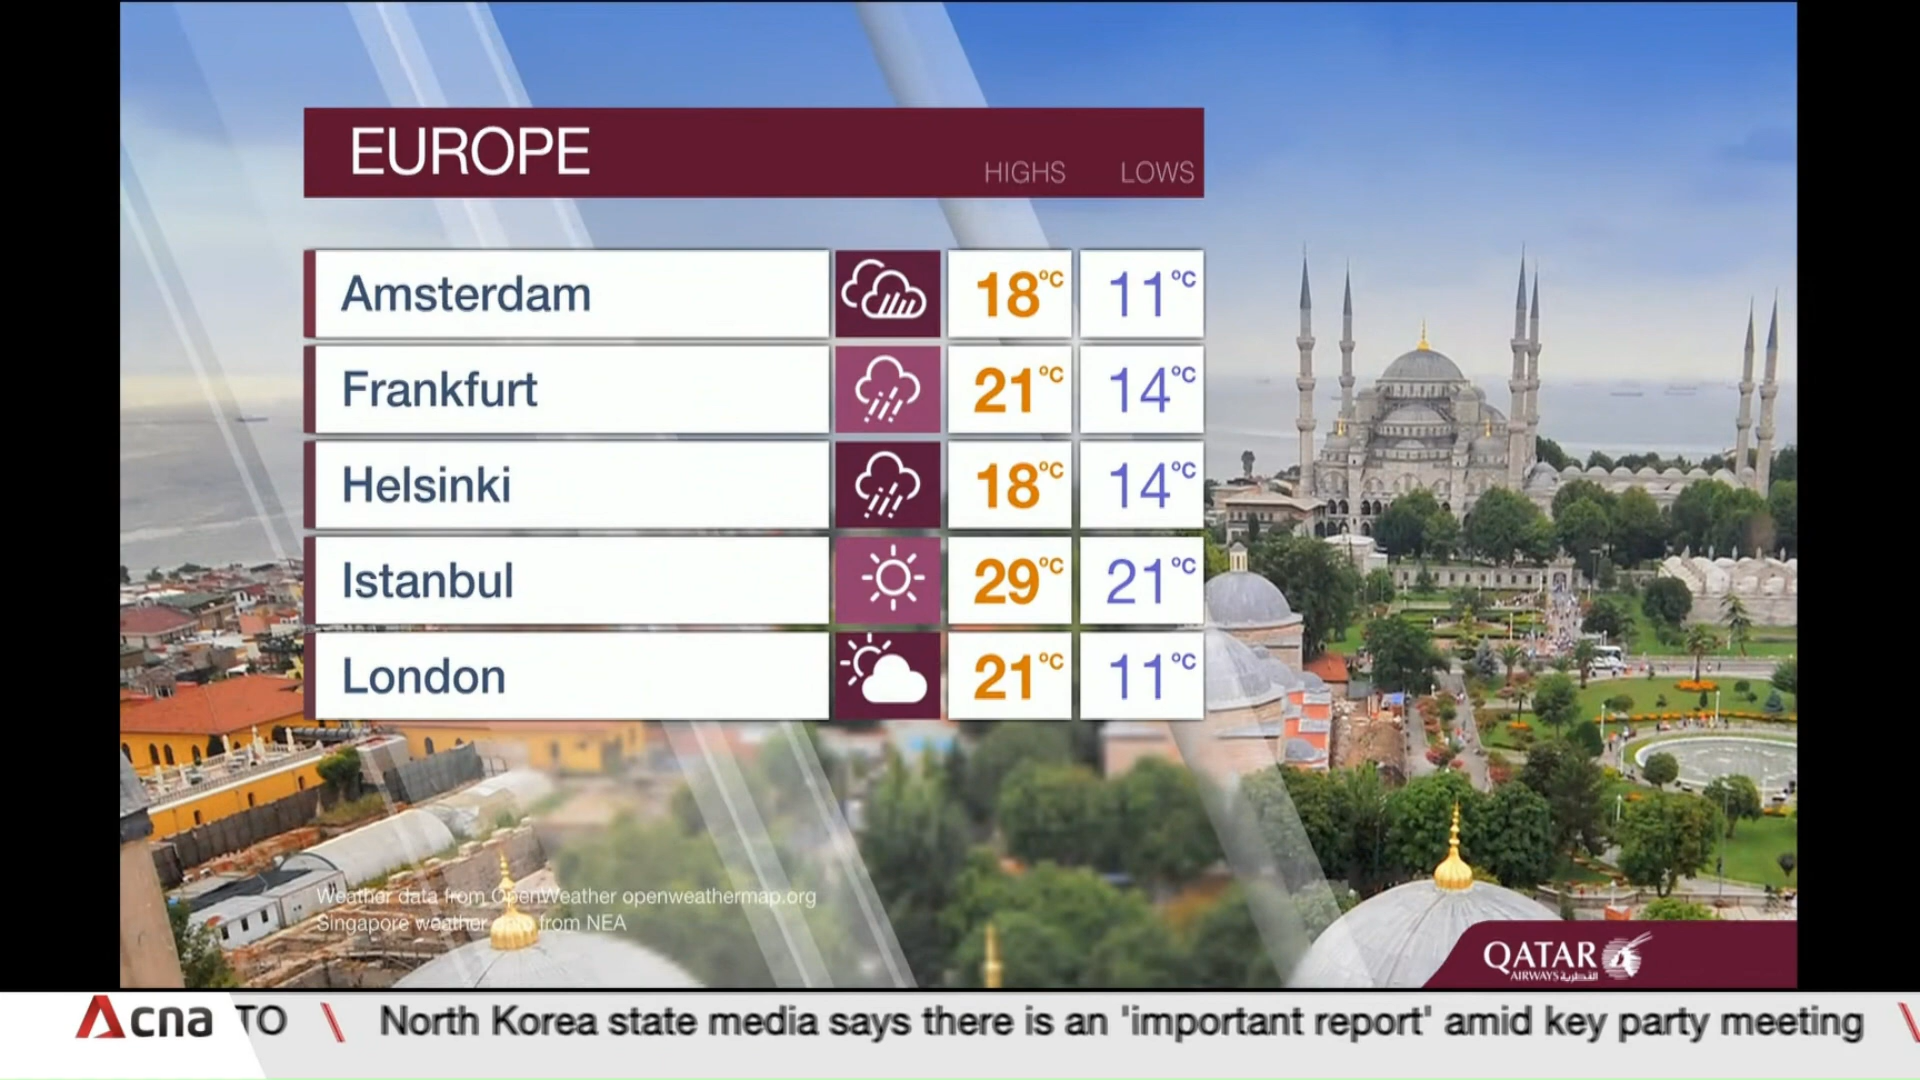 EUROPE
HIGHS LOWS
Amsterdam 18°C 11°C
Frankfurt 21°C 14°C
Helsinki 18°C 14°C
Istanbul 29°C 21°C
London 21°C 11°C
Weather data from OpenWeather openweathermap.org
Singapore weather data from NEA
QATAR
AIRWAYS القطرية
cna TO \ North Korea state media says there is an 'important report' amid key party meeting \